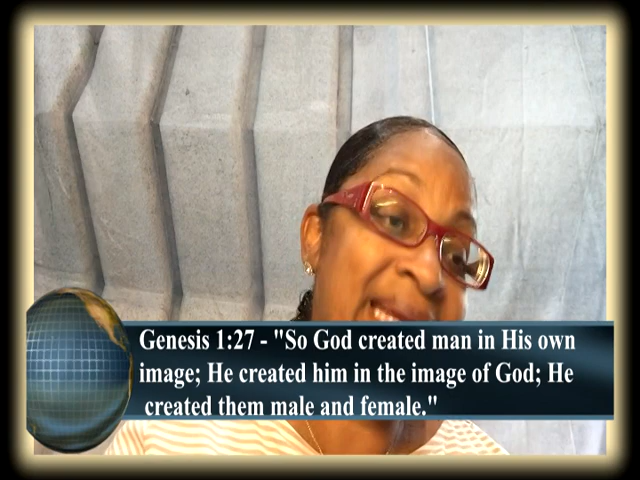 Genesis 1:27 - "So God created man in His own
image; He created him in the image of God; He
created them male and female."